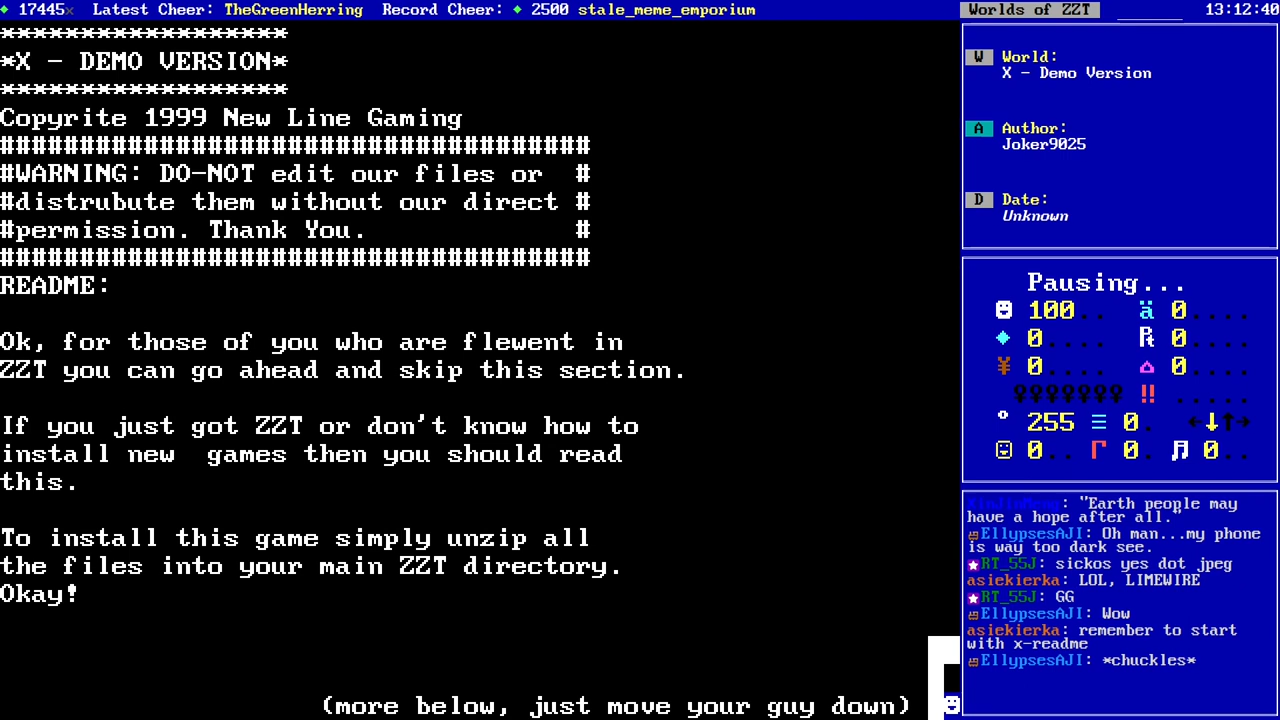 ♦ 17445x Latest Cheer: TheGreenHerring Record Cheer: ♦ 2500 stale_meme_emporium
Worlds of ZZT
13:12:40
******************
*X - DEMO VERSION*
******************
Copyrite 1999 New Line Gaming
#####################################
#WARNING: DO-NOT edit our files or  #
#distrubute them without our direct #
#permission. Thank You.             #
#####################################
README:
Ok, for those of you who are flewent in
ZZT you can go ahead and skip this section.
If you just got ZZT or don't know how to
install new  games then you should read
this.
To install this game simply unzip all
the files into your main ZZT directory.
Okay!
(more below, just move your guy down)
W World:
X - Demo Version
A Author:
Joker9025
D Date:
Unknown
Pausing...
☻ 100 ä 0
♦ 0 R 0
¥ 0 ⌂ 0
♀♀♀♀♀♀♀ ‼
° 255 ≡ 0 ←↓↑→
☺ 0 Γ 0 ♫ 0
: "Earth people may
have a hope after all."
EllypsesAJI: Oh man...my phone
is way too dark see.
RT_55J: sickos yes dot jpeg
asiekierka: LOL, LIMEWIRE
RT_55J: GG
EllypsesAJI: Wow
asiekierka: remember to start
with x-readme
EllypsesAJI: *chuckles*